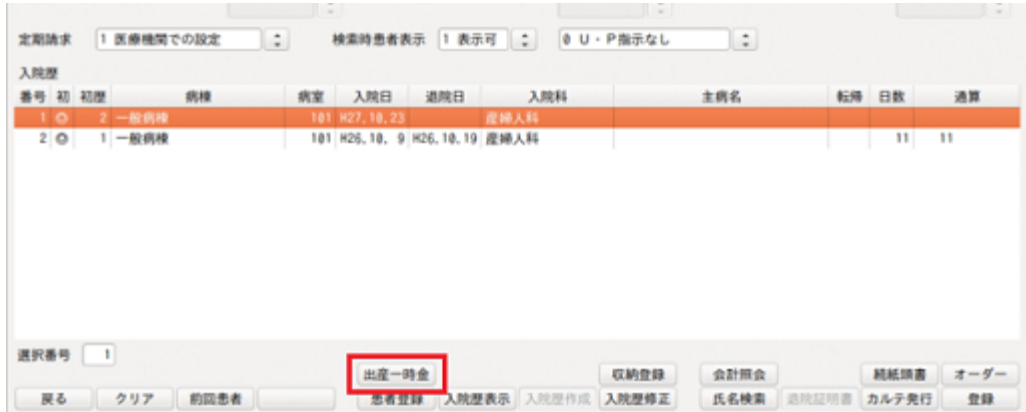 定期請求 1 医療機関での設定 検索時患者表示 1 表示可 0 U・P指示なし
入院歴
番号 初 初歴 病棟 病室 入院日 退院日 入院科 主病名 転帰 日数 通算
1 ◎ 2 一般病棟 101 H27.10.23 産婦人科
2 ◎ 1 一般病棟 101 H26.10. 9 H26.10.19 産婦人科 11 11
選択番号 1
出産一時金 収納登録 会計照会 続紙頭書 オーダー
戻る クリア 前回患者 患者登録 入院歴表示 入院歴作成 入院歴修正 氏名検索 退院証明書 カルテ発行 登録